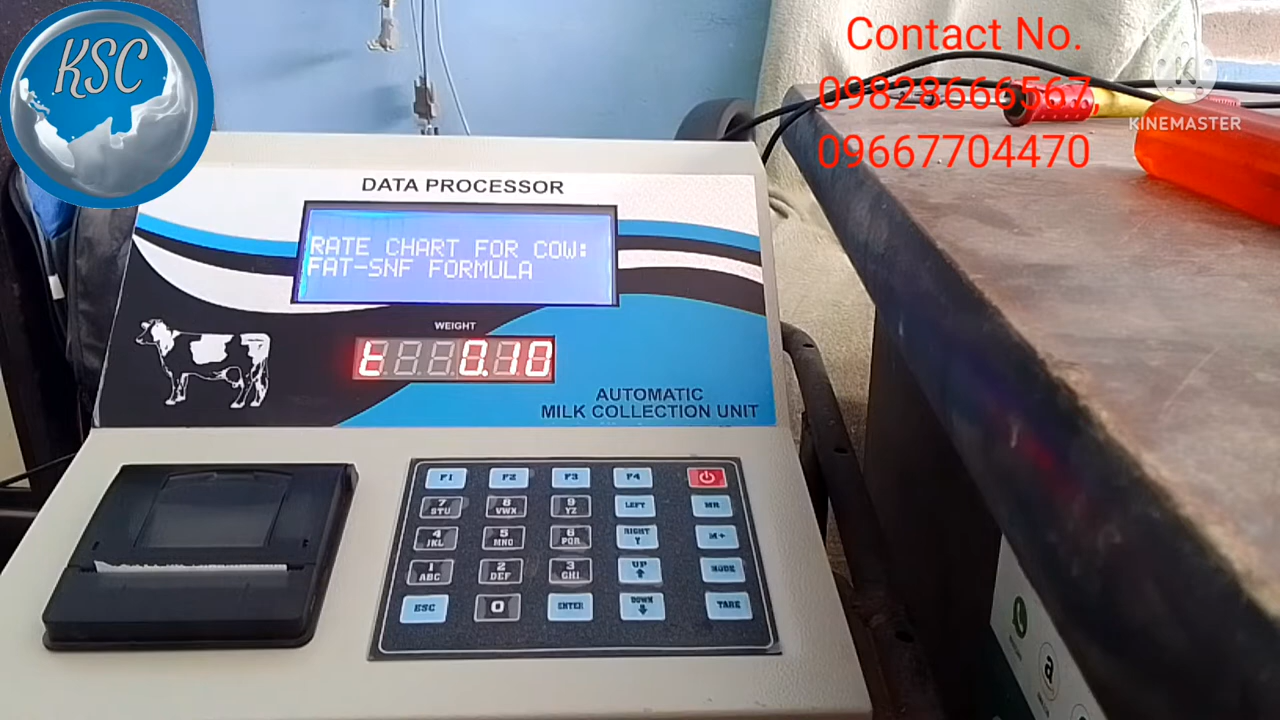 KSC
Contact No.
09828666567,
09667704470
KINEMASTER
DATA PROCESSOR
RATE CHART FOR COW:
FAT-SNF FORMULA
WEIGHT
t 0.10
AUTOMATIC
MILK COLLECTION UNIT
F1 F2 F3 F4
7 8 9 LEFT MR
STU VWX YZ
4 5 6 RIGHT M+
JKL MNO PQR Y
1 2 3 UP MODE
ABC DEF GHI
ESC 0 ENTER DOWN TARE
a